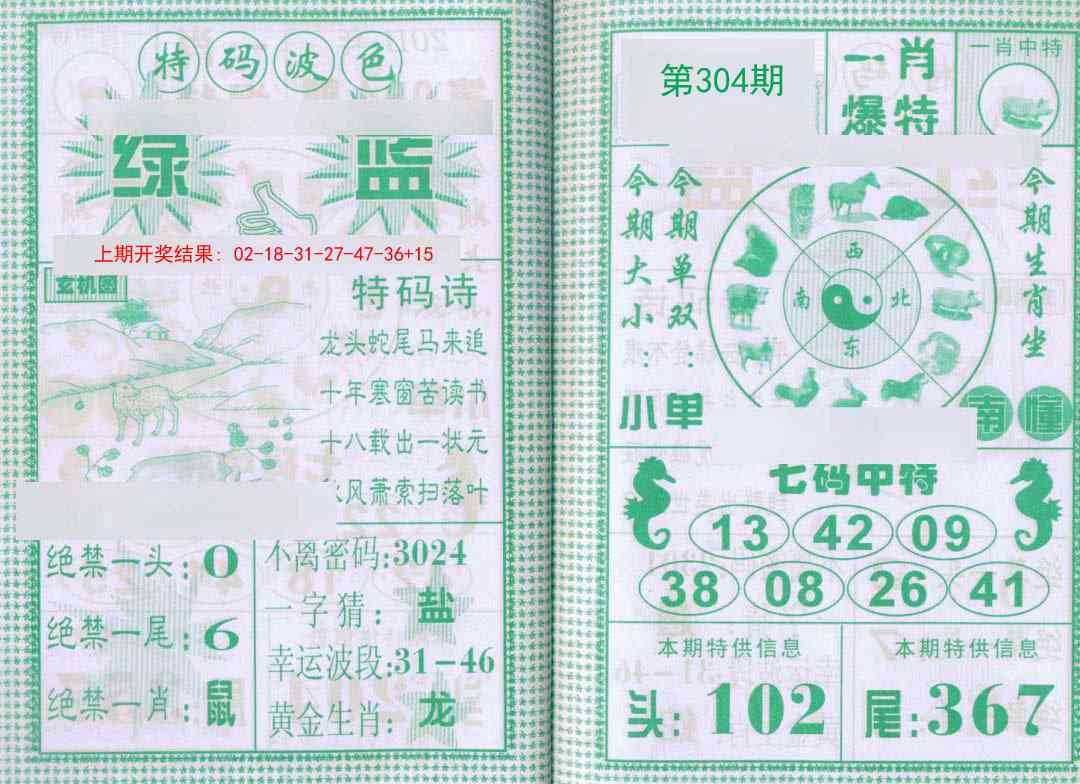 特码波色
绿 蓝
上期开奖结果：02-18-31-27-47-36+15
玄机图
特码诗
龙头蛇尾马来追
十年寒窗苦读书
十八载出一状元
风萧索扫落叶
绝禁一头：0
绝禁一尾：6
绝禁一肖：鼠
不离密码：3024
一字猜：盐
幸运波段：31-46
黄金生肖：龙
第304期
一肖
爆特
一肖中特
今期大小：小
今期单双：单
今期生肖坐
南
西
南 北
东
七码中特
13 42 09
38 08 26 41
本期特供信息
头：102
本期特供信息
尾：367